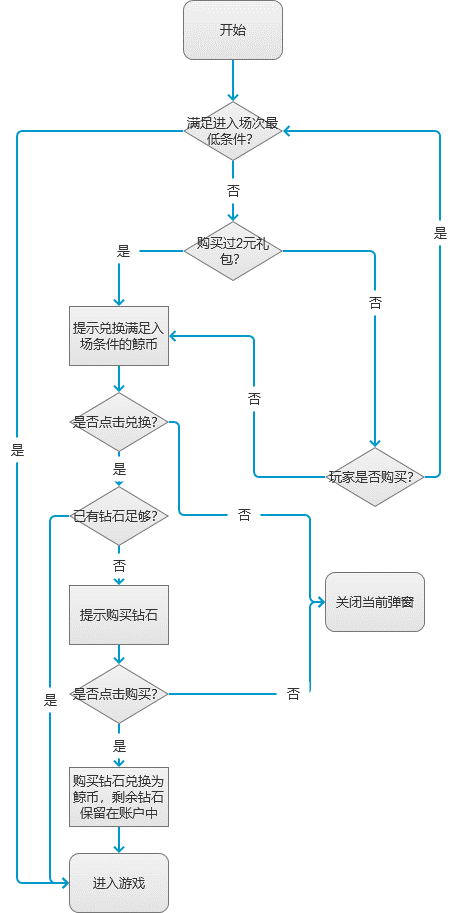 开始
满足进入场次最
低条件？
否
购买过2元礼
包？
是
是
否
提示兑换满足入
场条件的鲸币
否
是否点击兑换？
是
是
玩家是否购买？
已有钻石足够？
否
否
提示购买钻石
关闭当前弹窗
是否点击购买？
否
是
是
购买钻石兑换为
鲸币，剩余钻石
保留在账户中
进入游戏